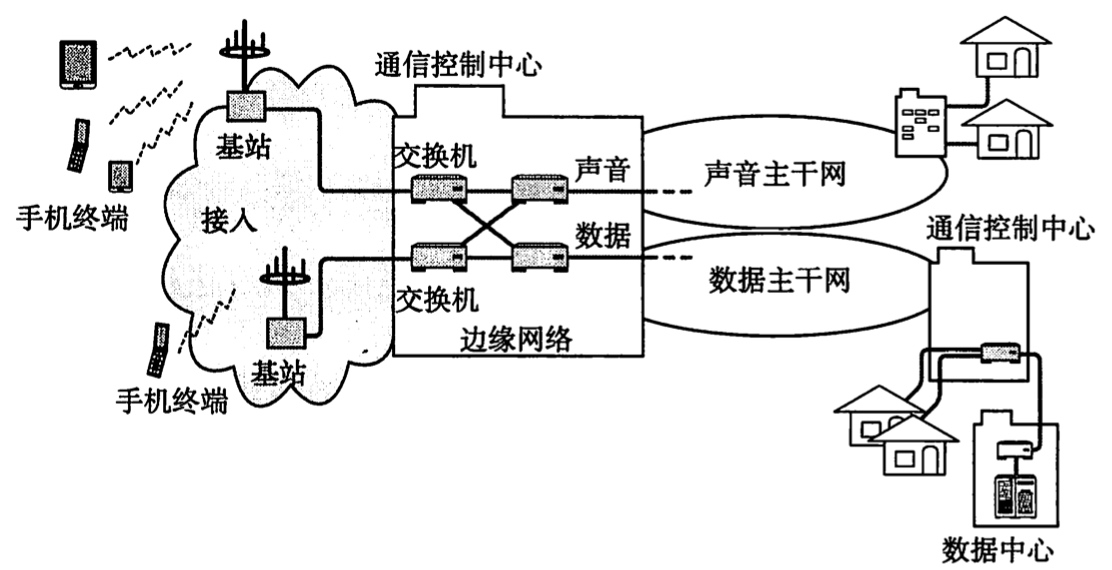 通信控制中心
基站
交换机
声音
声音主干网
手机终端
接入
数据
通信控制中心
数据主干网
交换机
边缘网络
基站
手机终端
数据中心